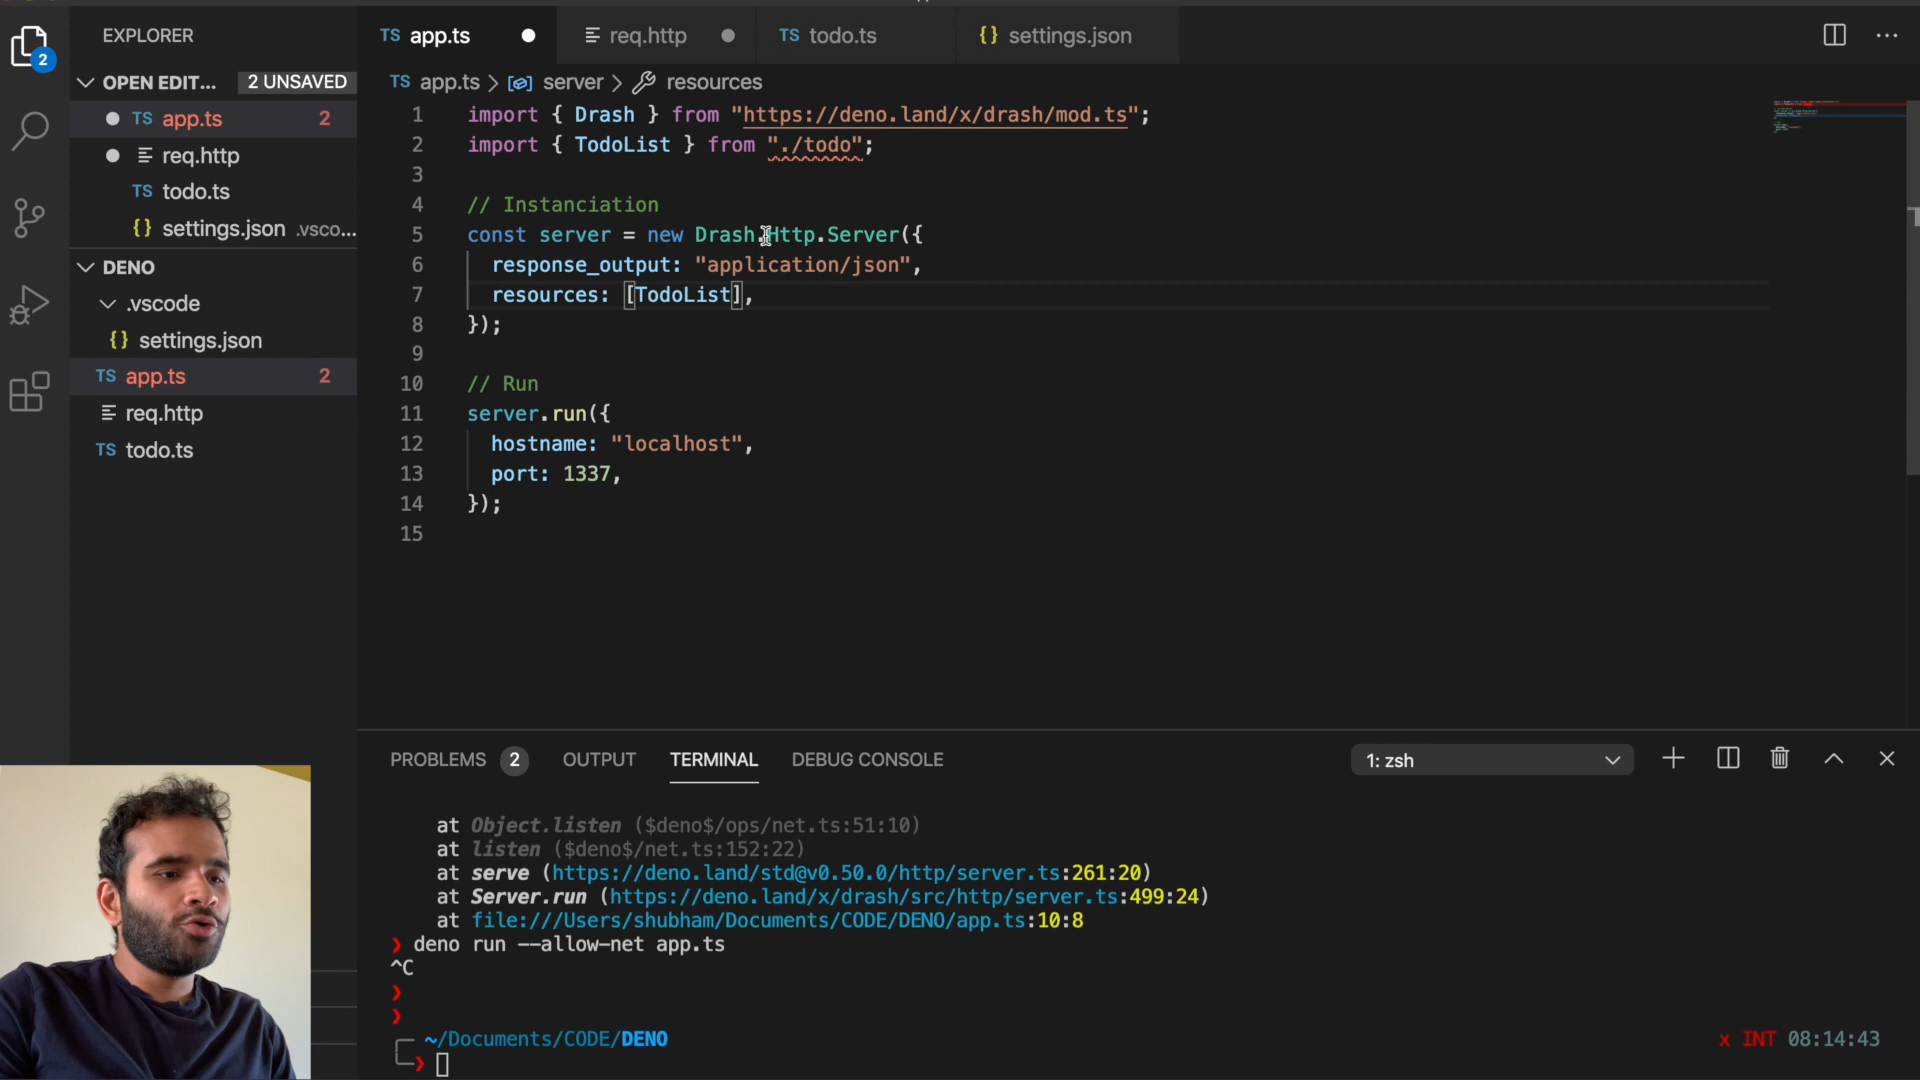 EXPLORER
TS app.ts
req.http
TS todo.ts
{} settings.json
2
OPEN EDIT... 2 UNSAVED
TS app.ts 2
req.http
TS todo.ts
{} settings.json .vsco...
DENO
.vscode
{} settings.json
TS app.ts 2
req.http
TS todo.ts
TS app.ts > server > resources
1 import { Drash } from "https://deno.land/x/drash/mod.ts";
2 import { TodoList } from "./todo";
3
4 // Instanciation
5 const server = new Drash.Http.Server({
6 response_output: "application/json",
7 resources: [TodoList],
8 });
9
10 // Run
11 server.run({
12 hostname: "localhost",
13 port: 1337,
14 });
15
PROBLEMS 2 OUTPUT TERMINAL DEBUG CONSOLE 1: zsh
at Object.listen ($deno$/ops/net.ts:51:10)
at listen ($deno$/net.ts:152:22)
at serve (https://deno.land/std@v0.50.0/http/server.ts:261:20)
at Server.run (https://deno.land/x/drash/src/http/server.ts:499:24)
at file:///Users/shubham/Documents/CODE/DENO/app.ts:10:8
❯ deno run --allow-net app.ts
^C
❯
❯
~/Documents/CODE/DENO x INT 08:14:43
❯